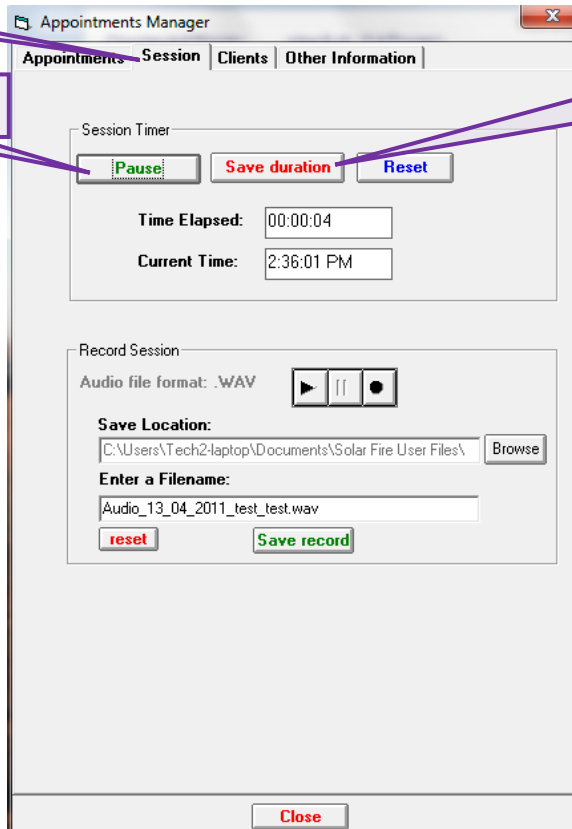 Appointments Manager
Appointments Session Clients Other Information
Session Timer
Pause Save duration Reset
Time Elapsed: 00:00:04
Current Time: 2:36:01 PM
Record Session
Audio file format: .WAV
Save Location:
C:\Users\Tech2-laptop\Documents\Solar Fire User Files\ Browse
Enter a Filename:
Audio_13_04_2011_test_test.wav
reset Save record
Close